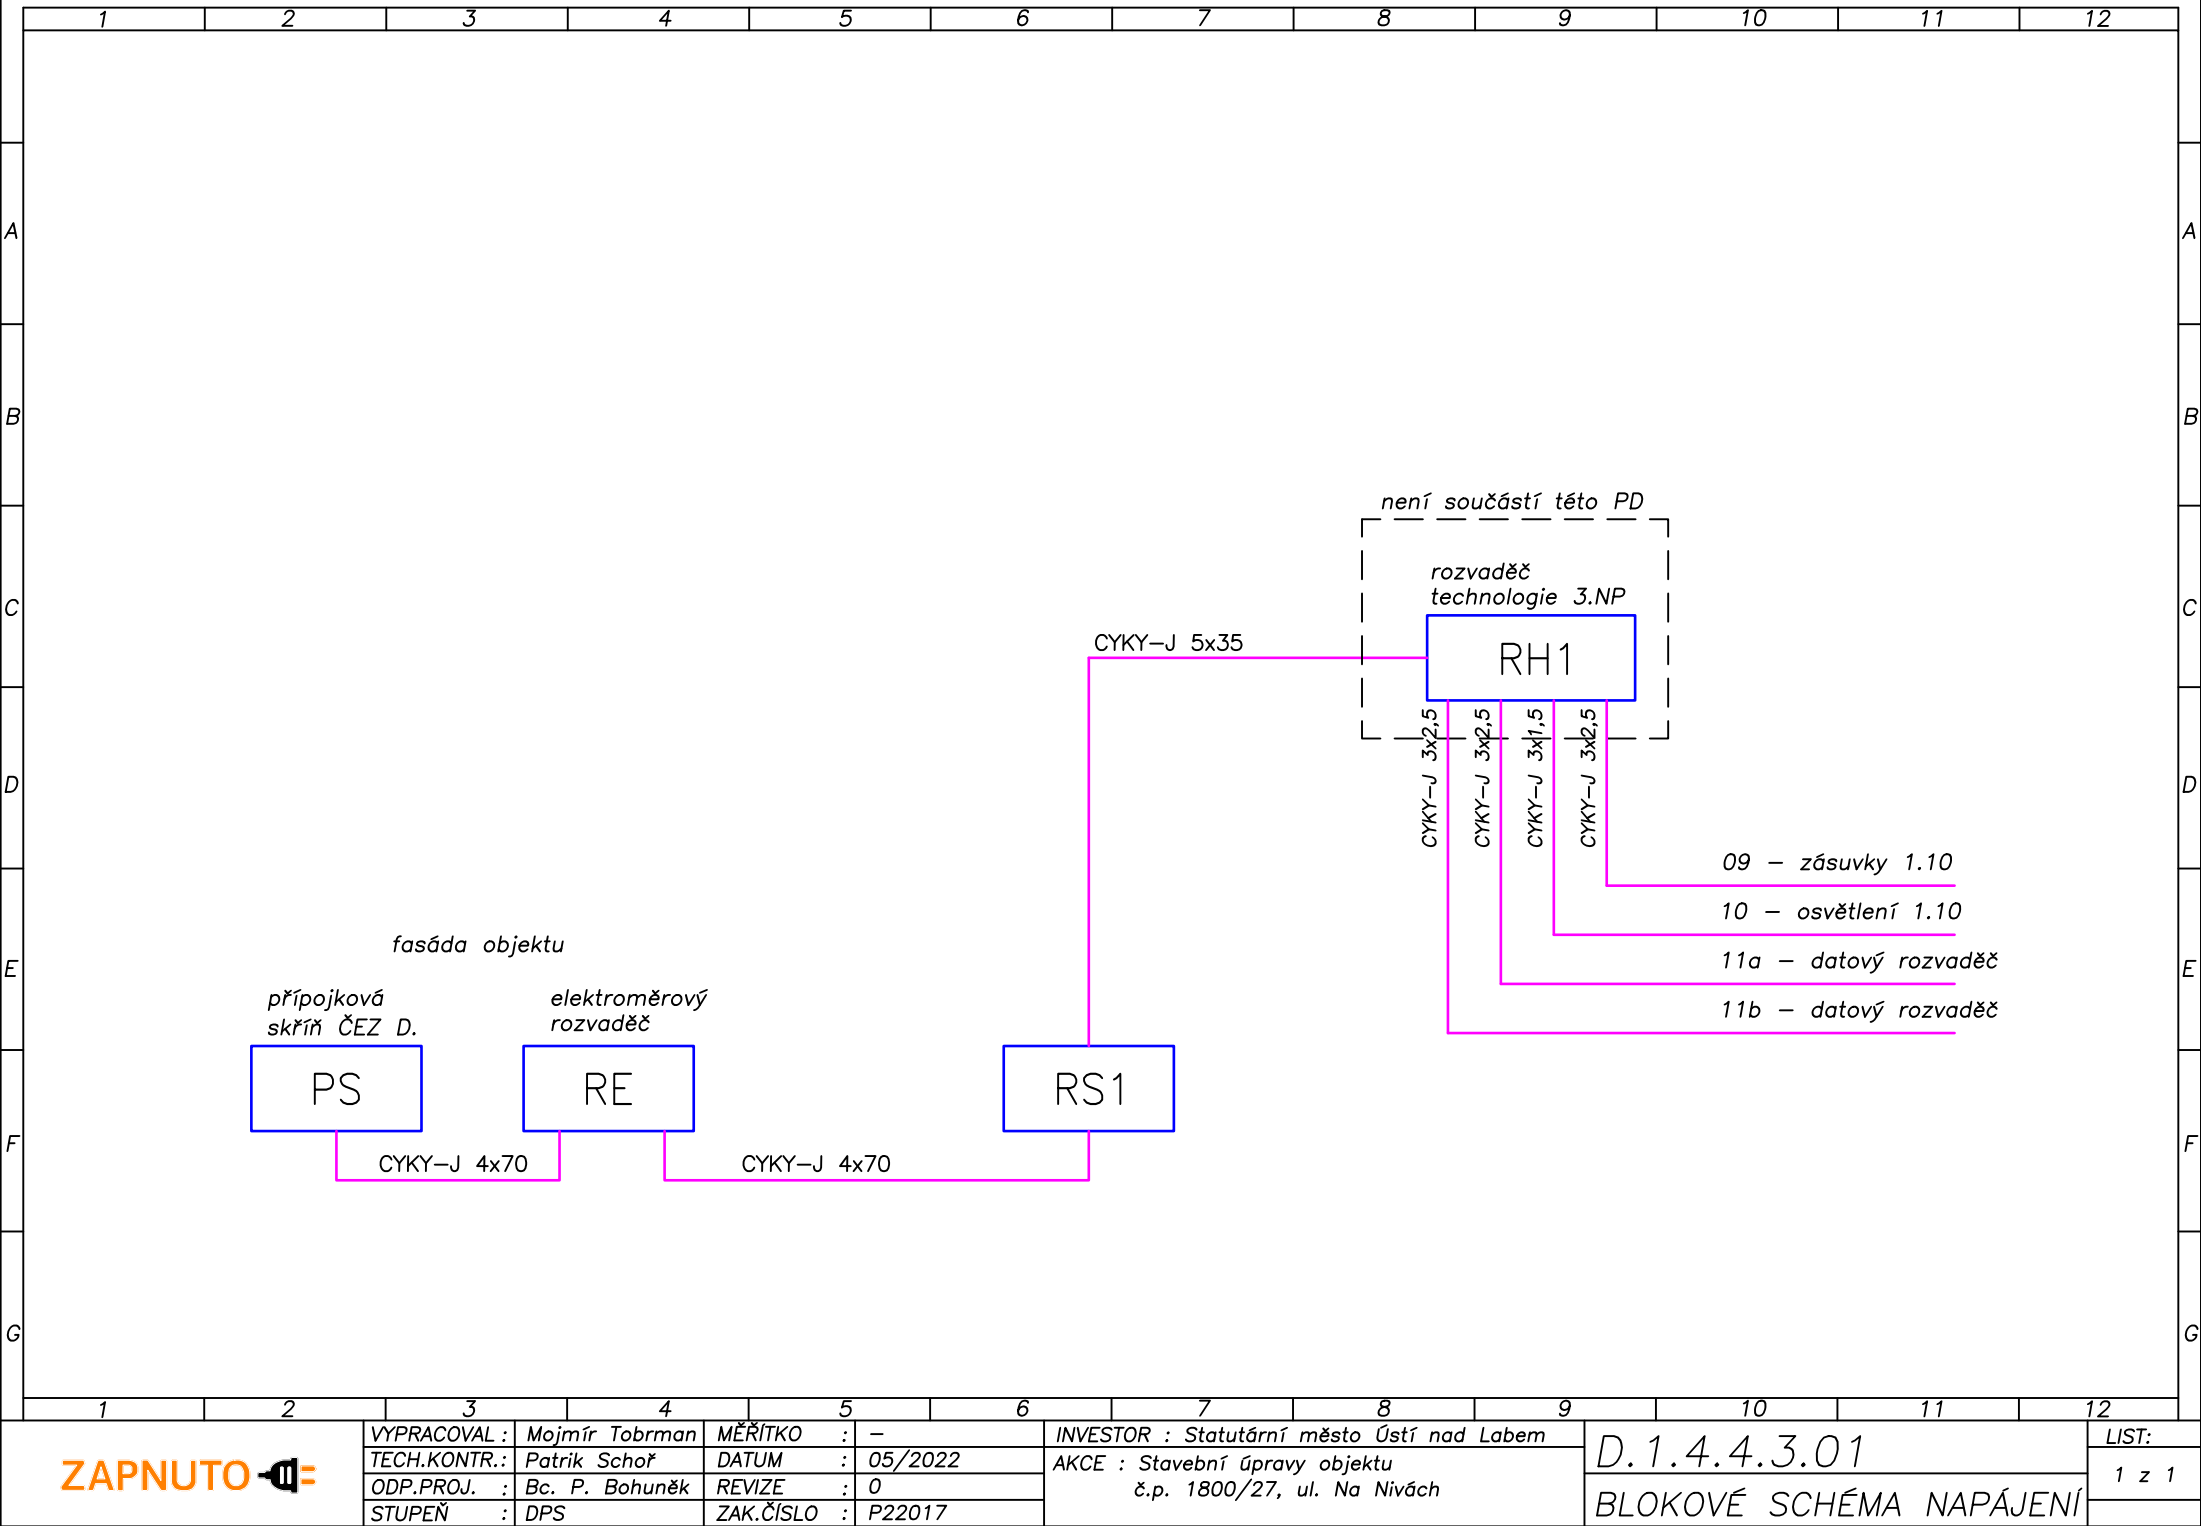 1 2 3 4 5 6 7 8 9 10 11 12
A A
B B
není součástí této PD
rozvaděč
technologie 3.NP
C C
CYKY-J 5x35
RH1
CYKY-J 3x2,5
CYKY-J 3x2,5
CYKY-J 3x1,5
CYKY-J 3x2,5
D D
09 - zásuvky 1.10
10 - osvětlení 1.10
11a - datový rozvaděč
11b - datový rozvaděč
fasáda objektu
E E
přípojková
skříň ČEZ D.
elektroměrový
rozvaděč
PS
RE
RS1
F F
CYKY-J 4x70
CYKY-J 4x70
G G
1 2 3 4 5 6 7 8 9 10 11 12
ZAPNUTO
VYPRACOVAL : Mojmír Tobrman MĚŘÍTKO : -
TECH.KONTR.: Patrik Schoř DATUM : 05/2022
ODP.PROJ. : Bc. P. Bohuněk REVIZE : 0
STUPEŇ : DPS ZAK.ČÍSLO : P22017
INVESTOR : Statutární město Ústí nad Labem
AKCE : Stavební úpravy objektu
č.p. 1800/27, ul. Na Nivách
D.1.4.4.3.01
BLOKOVÉ SCHÉMA NAPÁJENÍ
LIST:
1 z 1